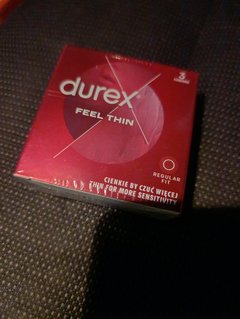 durex
3
FEEL THIN
REGULAR
FIT
CIENKIE BY CZUĆ WIĘCEJ
THIN FOR MORE SENSITIVITY